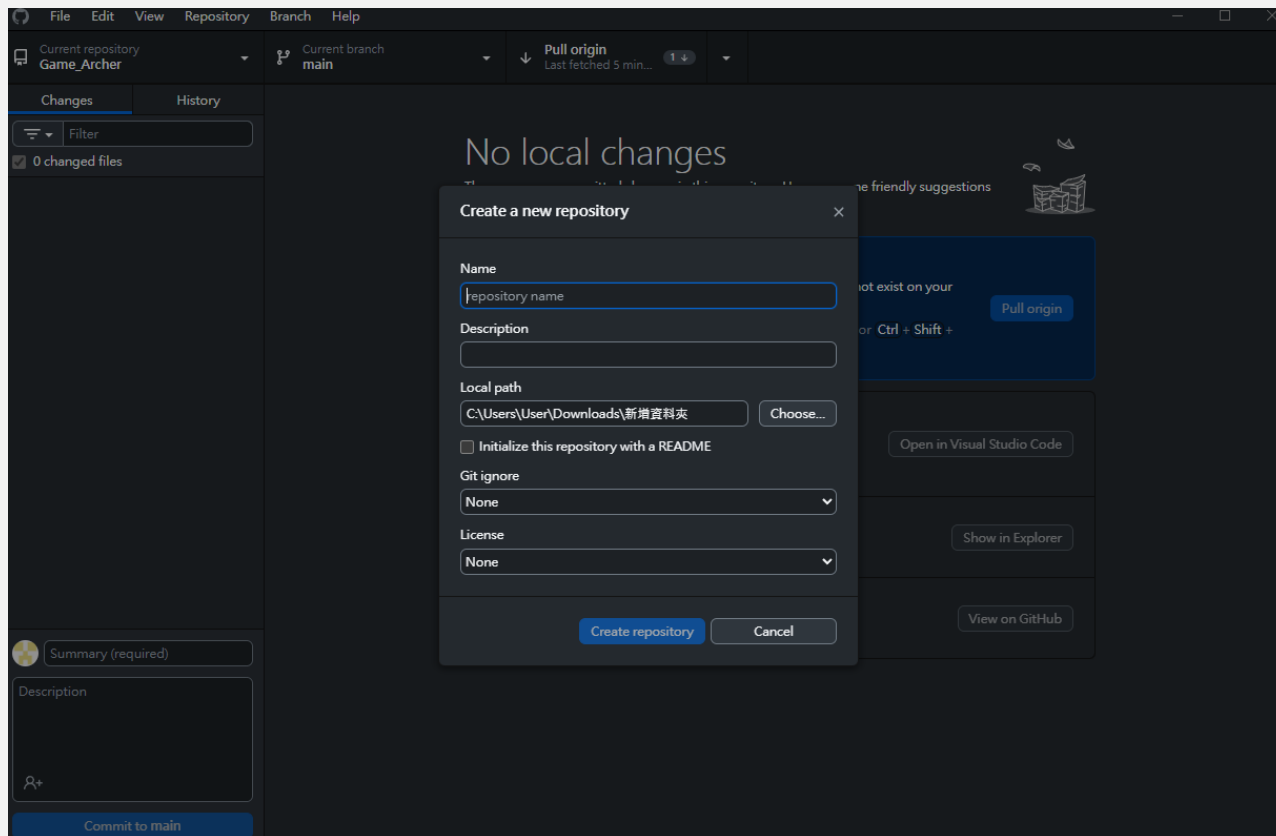 File Edit View Repository Branch Help
Current repository
Game_Archer
Current branch
main
Pull origin
Last fetched 5 min...
1
Changes
History
Filter
0 changed files
No local changes
ne friendly suggestions
Create a new repository
Name
repository name
Description
Local path
C:\Users\User\Downloads\新增資料夾
Choose...
Initialize this repository with a README
Git ignore
None
License
None
Create repository
Cancel
not exist on your
Pull origin
or Ctrl + Shift +
Open in Visual Studio Code
Show in Explorer
View on GitHub
Summary (required)
Description
Commit to main